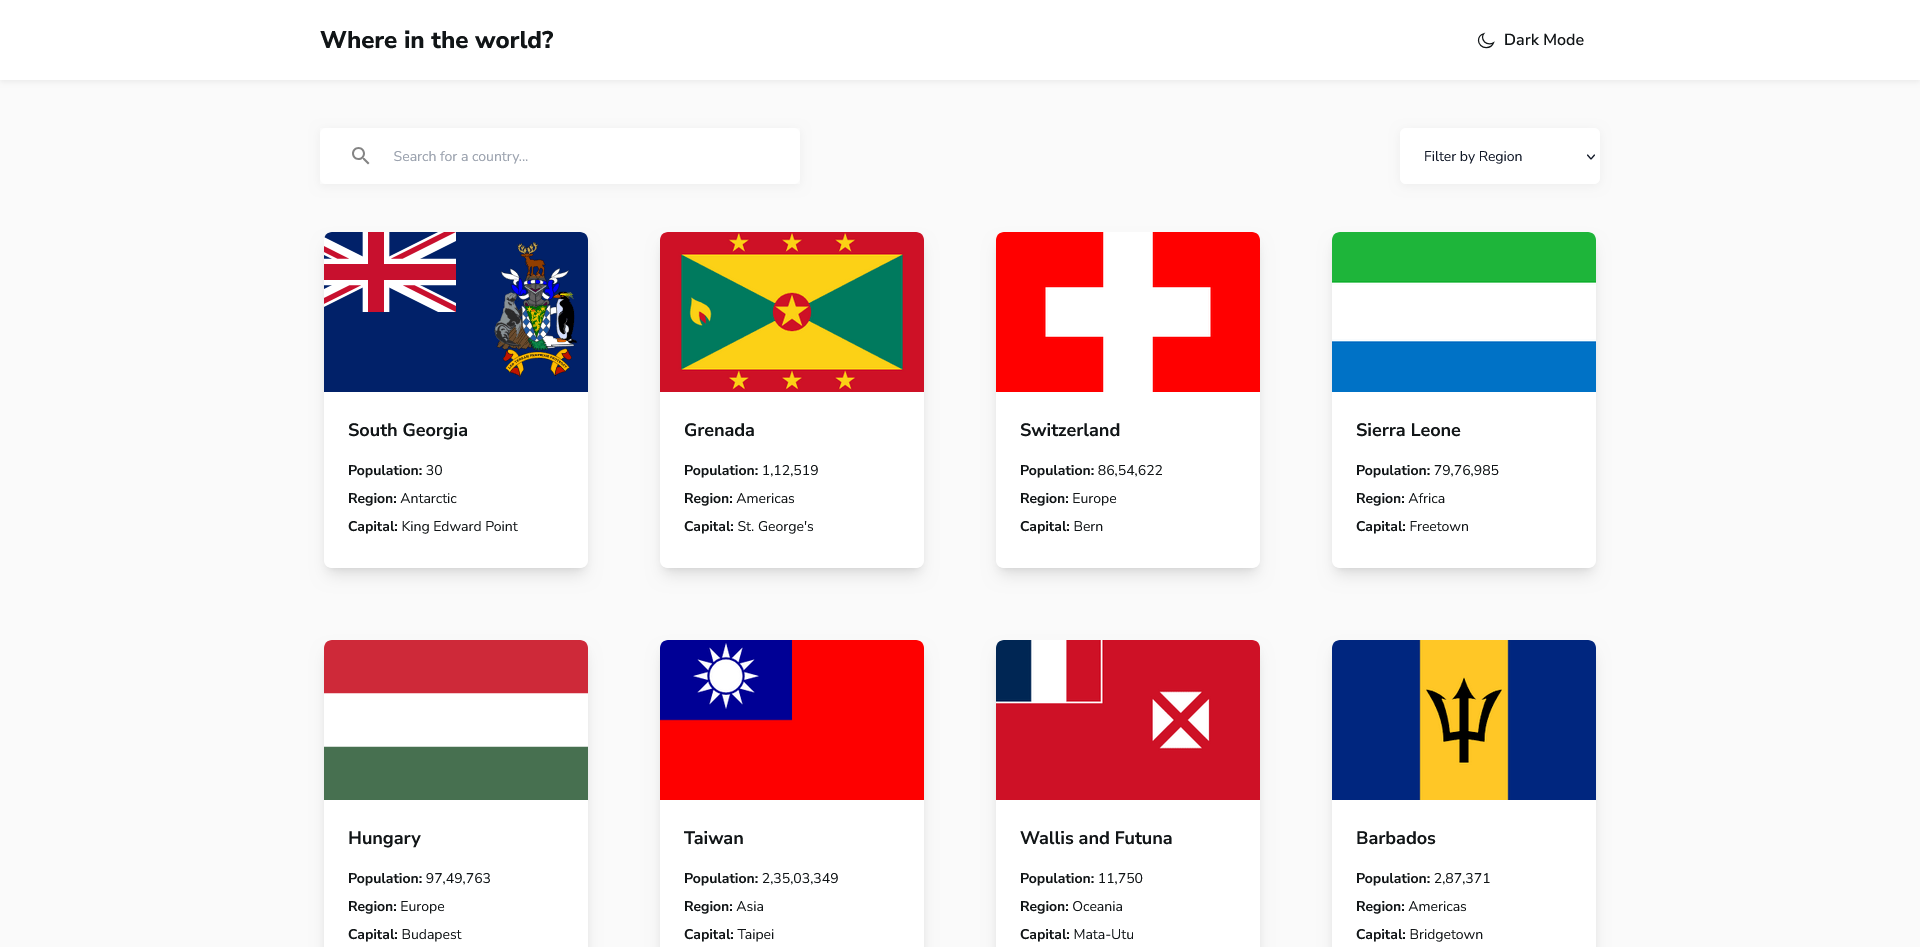 Where in the world?
Dark Mode
Search for a country...
Filter by Region
South Georgia
Population: 30
Region: Antarctic
Capital: King Edward Point
Grenada
Population: 1,12,519
Region: Americas
Capital: St. George's
Switzerland
Population: 86,54,622
Region: Europe
Capital: Bern
Sierra Leone
Population: 79,76,985
Region: Africa
Capital: Freetown
Hungary
Population: 97,49,763
Region: Europe
Capital: Budapest
Taiwan
Population: 2,35,03,349
Region: Asia
Capital: Taipei
Wallis and Futuna
Population: 11,750
Region: Oceania
Capital: Mata-Utu
Barbados
Population: 2,87,371
Region: Americas
Capital: Bridgetown